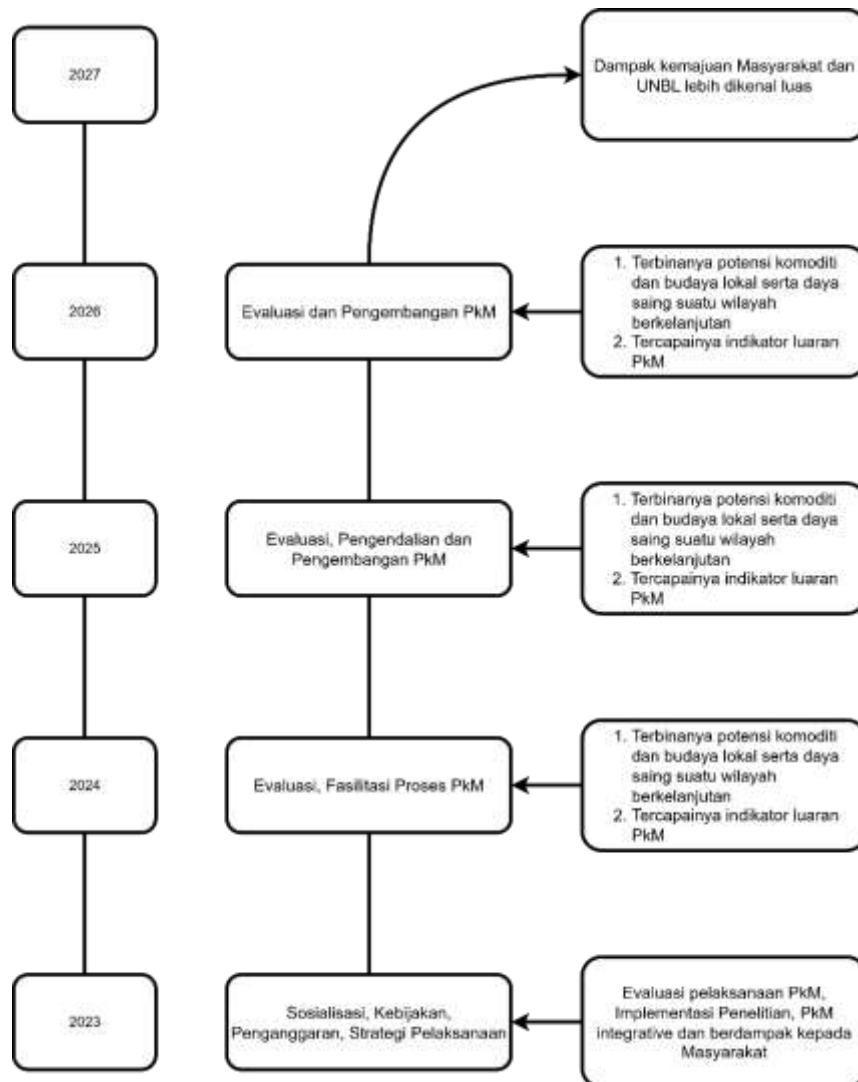 2027
Dampak kemajuan Masyarakat dan
UNBL lebih dikenal luas
2026
Evaluasi dan Pengembangan PkM
1. Terbinanya potensi komoditi
dan budaya lokal serta daya
saing suatu wilayah
berkelanjutan
2. Tercapainya indikator luaran
PkM
2025
Evaluasi, Pengendalian dan
Pengembangan PkM
1. Terbinanya potensi komoditi
dan budaya lokal serta daya
saing suatu wilayah
berkelanjutan
2. Tercapainya indikator luaran
PkM
2024
Evaluasi, Fasilitasi Proses PkM
1. Terbinanya potensi komoditi
dan budaya lokal serta daya
saing suatu wilayah
berkelanjutan
2. Tercapainya indikator luaran
PkM
2023
Sosialisasi, Kebijakan,
Penganggaran, Strategi Pelaksanaan
Evaluasi pelaksanaan PkM,
Implementasi Penelitian, PkM
integrative dan berdampak kepada
Masyarakat